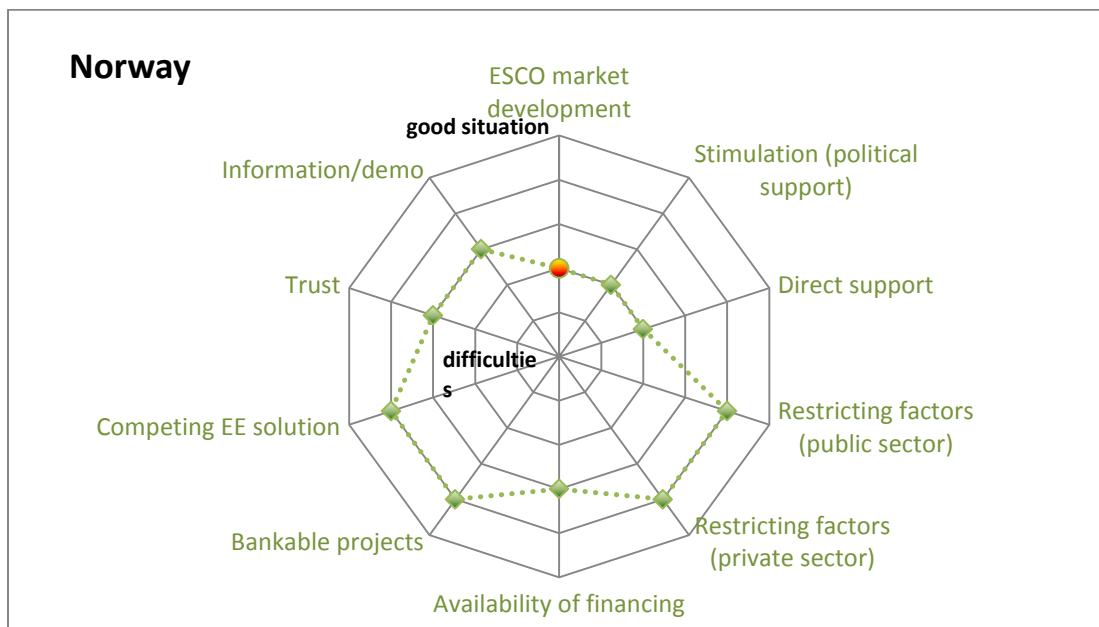 Norway
ESCO market
development
good situation
Stimulation (political
support)
Information/demo
Trust
Direct support
difficultie
s
Competing EE solution
Restricting factors
(public sector)
Bankable projects
Restricting factors
(private sector)
Availability of financing